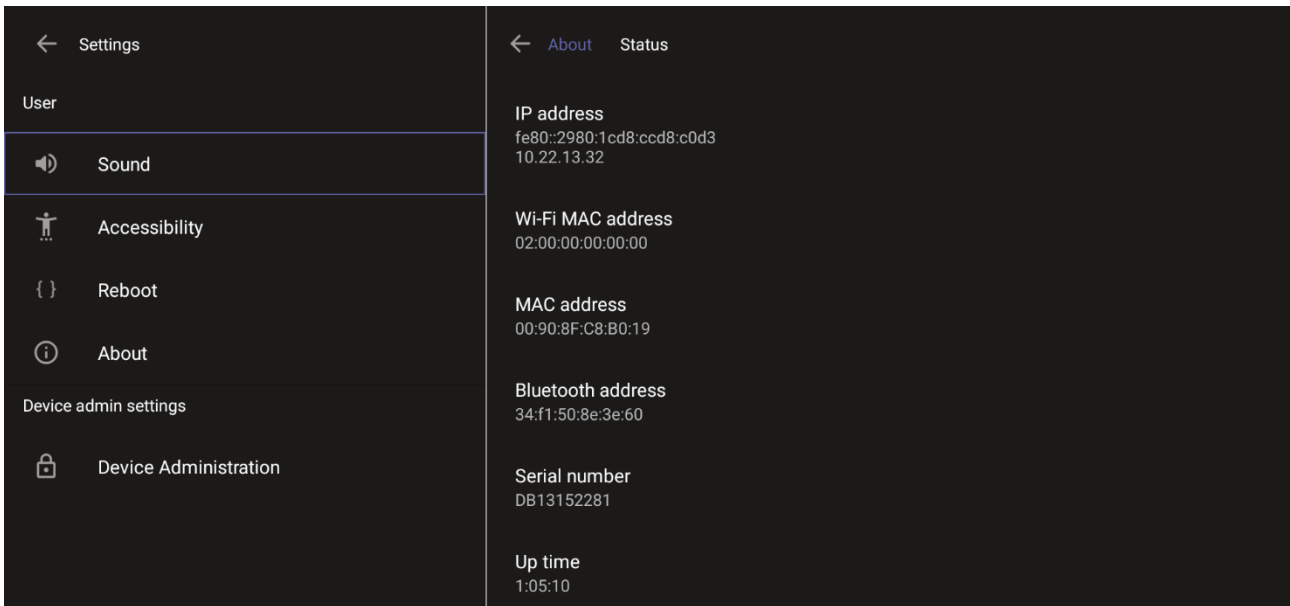 Settings
User
Sound
Accessibility
Reboot
About
Device admin settings
Device Administration
About Status
IP address
fe80::2980:1cd8:ccd8:c0d3
10.22.13.32
Wi-Fi MAC address
02:00:00:00:00:00
MAC address
00:90:8F:C8:B0:19
Bluetooth address
34:f1:50:8e:3e:60
Serial number
DB13152281
Up time
1:05:10